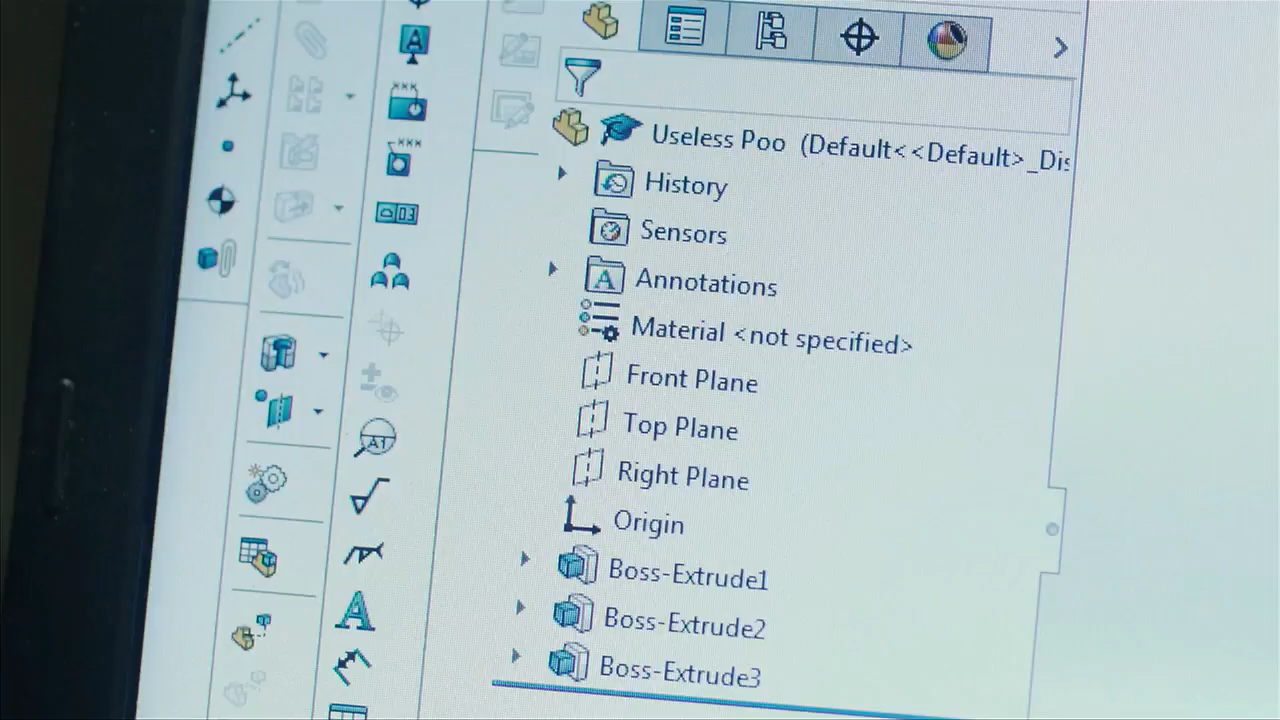 Useless Poo (Default<<Default>_Dis
History
Sensors
Annotations
Material <not specified>
Front Plane
Top Plane
Right Plane
Origin
Boss-Extrude1
Boss-Extrude2
Boss-Extrude3